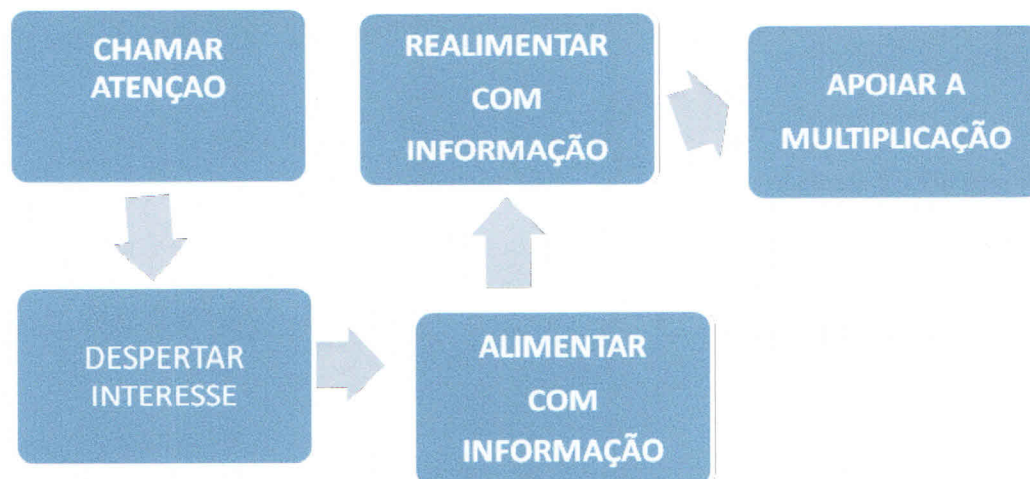 CHAMAR
ATENÇAO
DESPERTAR
INTERESSE
ALIMENTAR
COM
INFORMAÇÃO
REALIMENTAR
COM
INFORMAÇÃO
APOIAR A
MULTIPLICAÇÃO